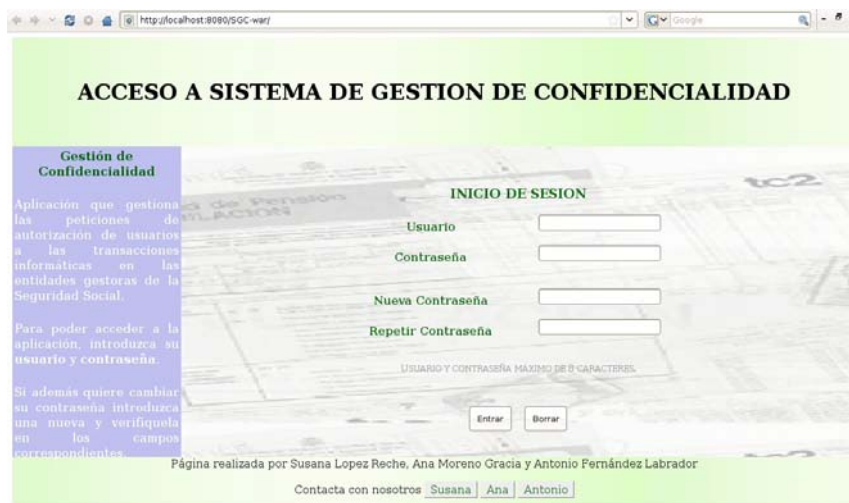 http://localhost:8080/SGC-war/
Google
ACCESO A SISTEMA DE GESTION DE CONFIDENCIALIDAD
Gestión de
Confidencialidad
Aplicación que gestiona
las peticiones de
autorización de usuarios
a las transacciones
informáticas en las
entidades gestoras de la
Seguridad Social.
Para poder acceder a la
aplicación, introduzca su
usuario y contraseña.
Si además quiere cambiar
su contraseña introduzca
una nueva y verifiquela
en los campos
correspondientes.
tc2
INICIO DE SESION
Usuario
Contraseña
Nueva Contraseña
Repetir Contraseña
USUARIO Y CONTRASEÑA MAXIMO DE 8 CARACTERES.
Entrar Borrar
Página realizada por Susana Lopez Reche, Ana Moreno Gracia y Antonio Fernández Labrador
Contacta con nosotros Susana Ana Antonio